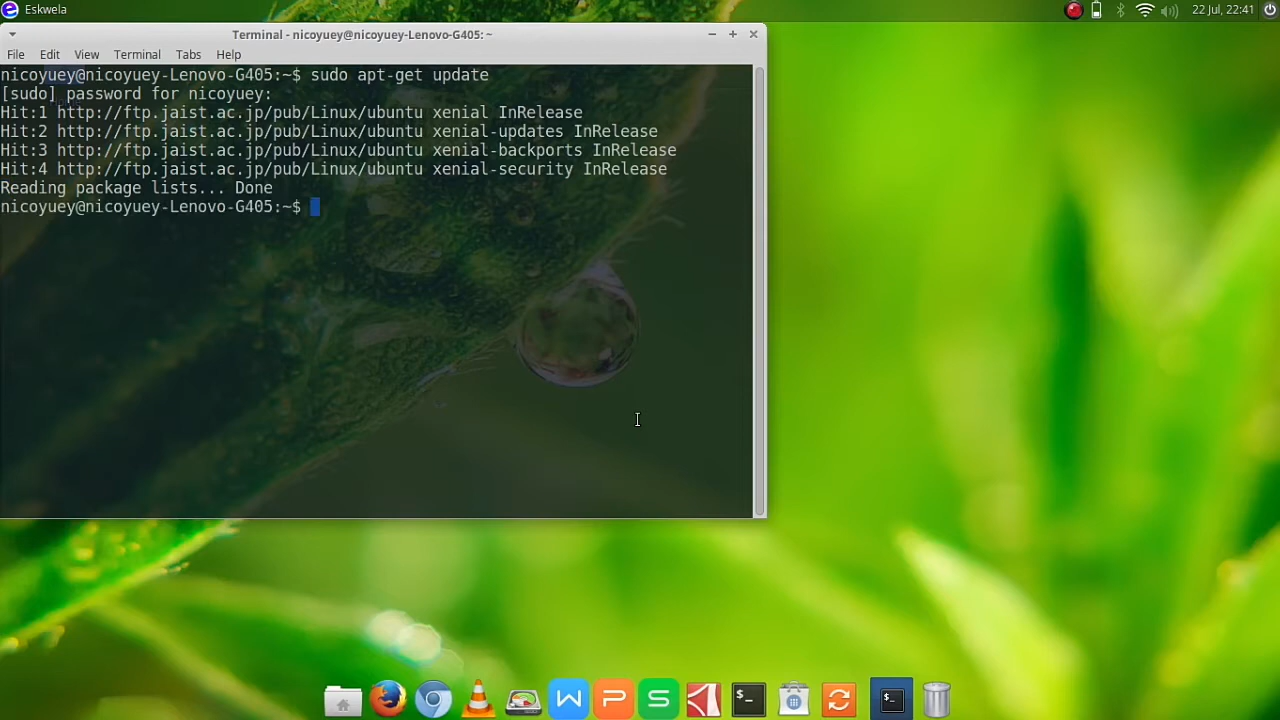 Eskwela
22 Jul, 22:41
Terminal - nicoyuey@nicoyuey-Lenovo-G405: ~
File Edit View Terminal Tabs Help
nicoyuey@nicoyuey-Lenovo-G405:~$ sudo apt-get update
[sudo] password for nicoyuey:
Hit:1 http://ftp.jaist.ac.jp/pub/Linux/ubuntu xenial InRelease
Hit:2 http://ftp.jaist.ac.jp/pub/Linux/ubuntu xenial-updates InRelease
Hit:3 http://ftp.jaist.ac.jp/pub/Linux/ubuntu xenial-backports InRelease
Hit:4 http://ftp.jaist.ac.jp/pub/Linux/ubuntu xenial-security InRelease
Reading package lists... Done
nicoyuey@nicoyuey-Lenovo-G405:~$
W P S $_ $_